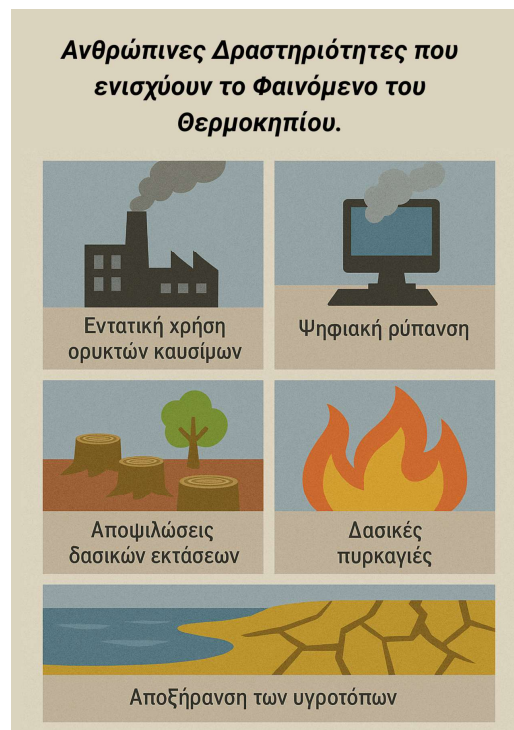 Ανθρώπινες Δραστηριότητες που
ενισχύουν το Φαινόμενο του
Θερμοκηπίου.
Εντατική χρήση
ορυκτών καυσίμων
Ψηφιακή ρύπανση
Αποψιλώσεις
δασικών εκτάσεων
Δασικές
πυρκαγιές
Αποξήρανση των υγροτόπων